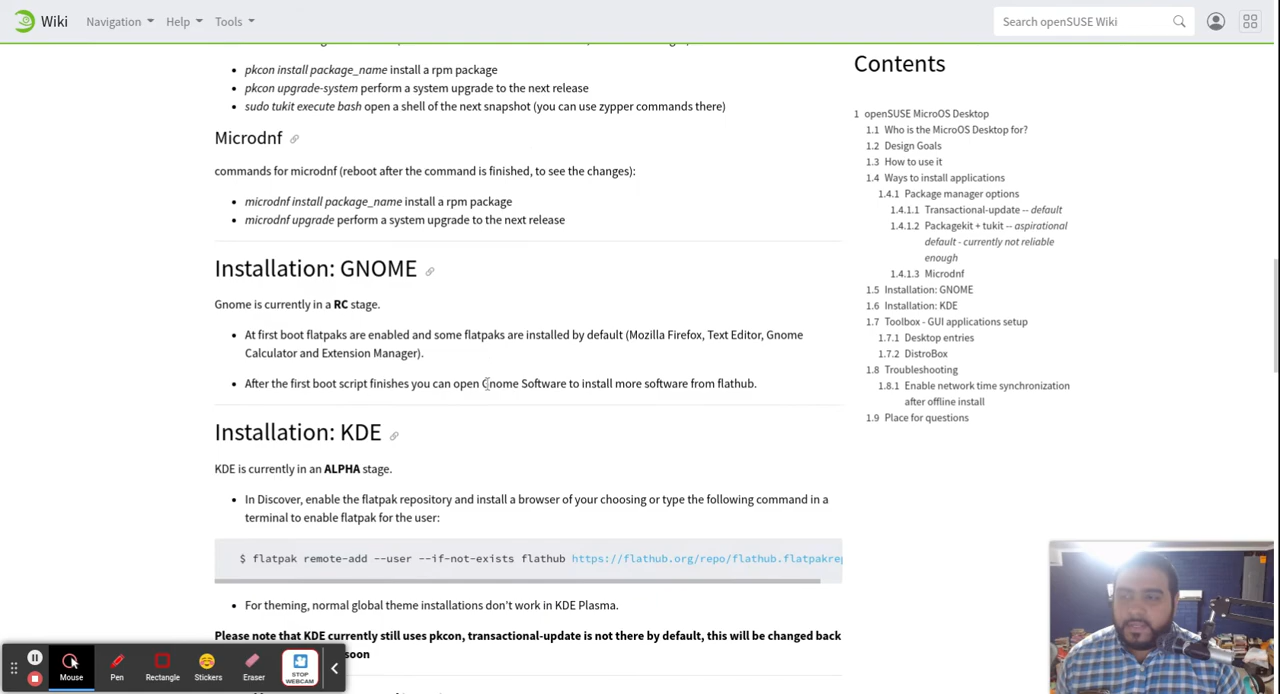 Wiki Navigation Help Tools Search openSUSE Wiki
pkcon install package_name install a rpm package
pkcon upgrade-system perform a system upgrade to the next release
sudo tukit execute bash open a shell of the next snapshot (you can use zypper commands there)
Microdnf
commands for microdnf (reboot after the command is finished, to see the changes):
microdnf install package_name install a rpm package
microdnf upgrade perform a system upgrade to the next release
Installation: GNOME
Gnome is currently in a RC stage.
At first boot flatpaks are enabled and some flatpaks are installed by default (Mozilla Firefox, Text Editor, Gnome
Calculator and Extension Manager).
After the first boot script finishes you can open Gnome Software to install more software from flathub.
Installation: KDE
KDE is currently in an ALPHA stage.
In Discover, enable the flatpak repository and install a browser of your choosing or type the following command in a
terminal to enable flatpak for the user:
$ flatpak remote-add --user --if-not-exists flathub https://flathub.org/repo/flathub.flatpakrep
For theming, normal global theme installations don't work in KDE Plasma.
Please note that KDE currently still uses pkcon, transactional-update is not there by default, this will be changed back
soon
Contents
1 openSUSE MicroOS Desktop
1.1 Who is the MicroOS Desktop for?
1.2 Design Goals
1.3 How to use it
1.4 Ways to install applications
1.4.1 Package manager options
1.4.1.1 Transactional-update -- default
1.4.1.2 Packagekit + tukit -- aspirational
default - currently not reliable
enough
1.4.1.3 Microdnf
1.5 Installation: GNOME
1.6 Installation: KDE
1.7 Toolbox - GUI applications setup
1.7.1 Desktop entries
1.7.2 DistroBox
1.8 Troubleshooting
1.8.1 Enable network time synchronization
after offline install
1.9 Place for questions
Mouse Pen Rectangle Stickers Eraser STOP
WEBCAM